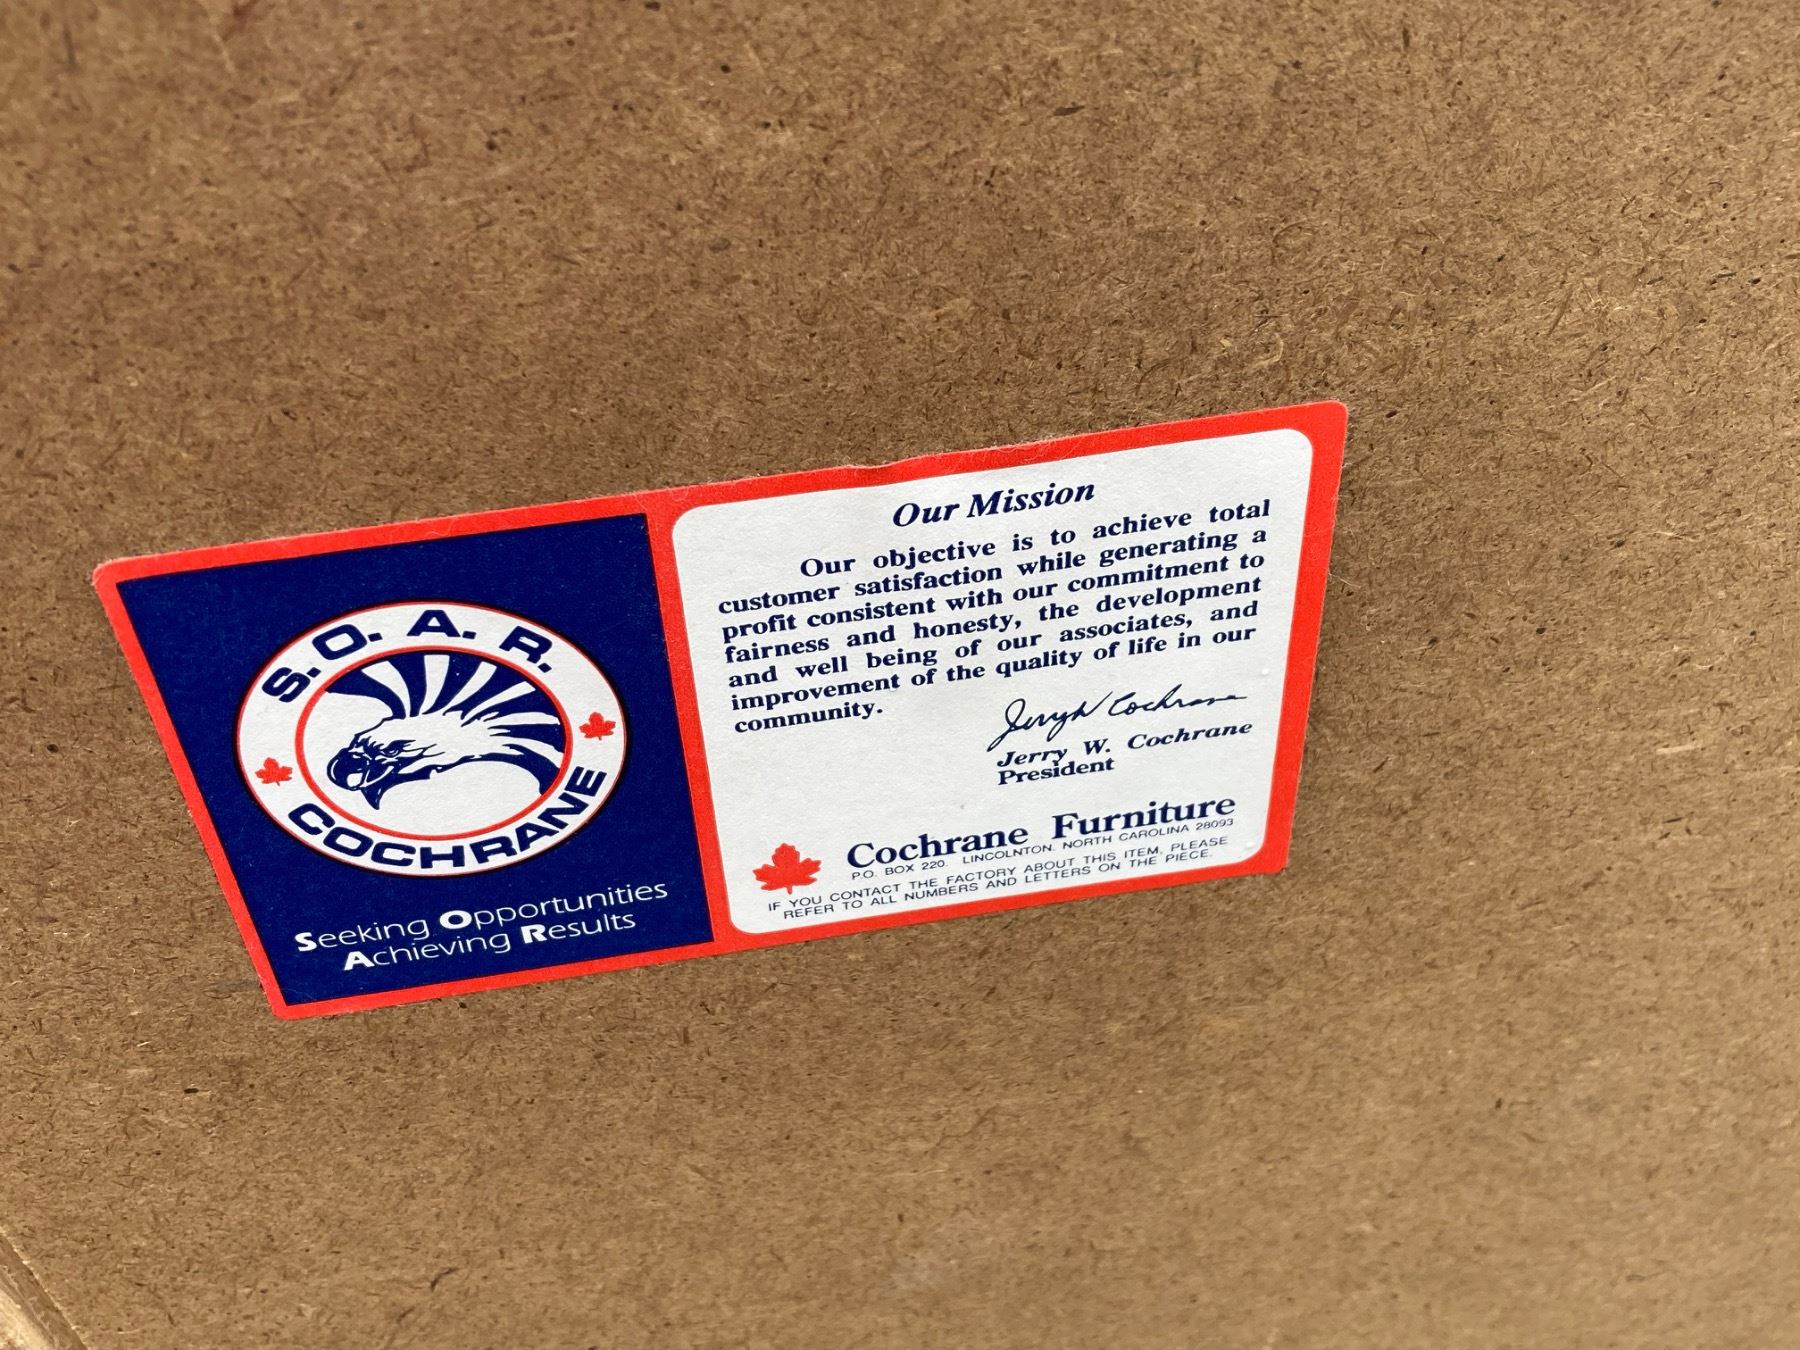 S. O. A. R.
COCHRANE
Seeking Opportunities
Achieving Results
Our Mission
Our objective is to achieve total
customer satisfaction while generating a
profit consistent with our commitment to
fairness and honesty, the development
and well being of our associates, and
improvement of the quality of life in our
community.
Jerry W Cochrane
Jerry W. Cochrane
President
Cochrane Furniture
P.O. BOX 220. LINCOLNTON. NORTH CAROLINA 28093
IF YOU CONTACT THE FACTORY ABOUT THIS ITEM, PLEASE
REFER TO ALL NUMBERS AND LETTERS ON THE PIECE.